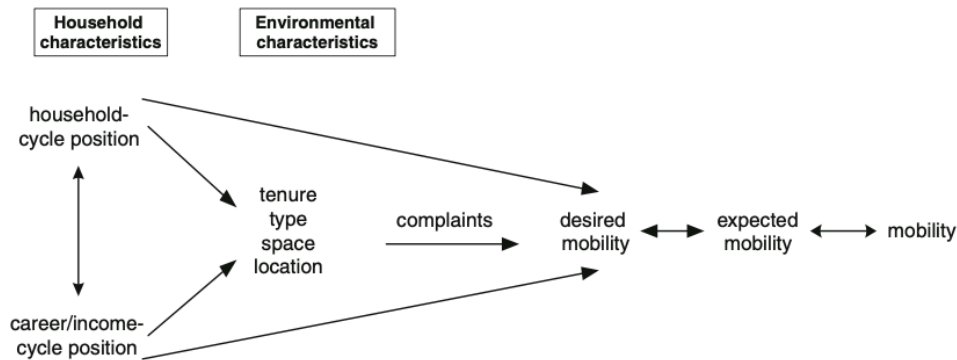 Household
characteristics
Environmental
characteristics
household-
cycle position
tenure
type
space
location
complaints
desired
mobility
expected
mobility
mobility
career/income-
cycle position